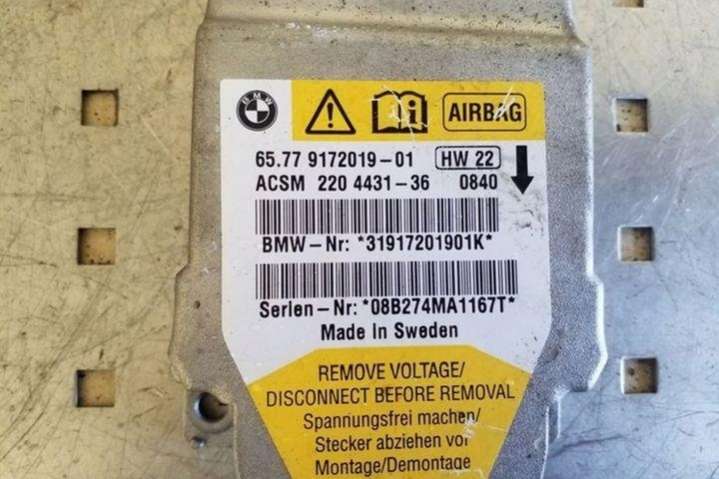 BMW
AIRBAG
65.77 9172019-01 HW 22
ACSM 220 4431-36 0840
BMW-Nr: *31917201901K*
Serien-Nr: *08B274MA1167T*
Made in Sweden
REMOVE VOLTAGE/
DISCONNECT BEFORE REMOVAL
Spannungsfrei machen/
Stecker abziehen vor
Montage/Demontage